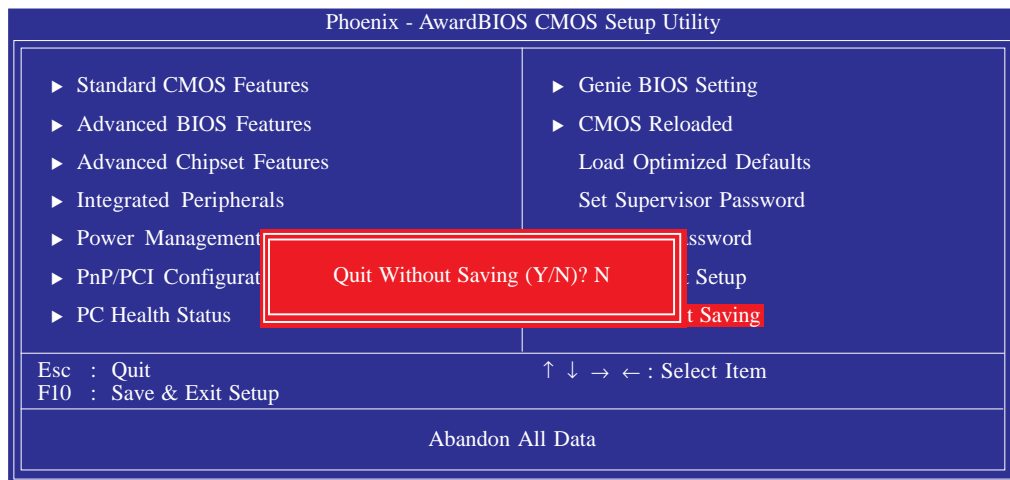 Phoenix - AwardBIOS CMOS Setup Utility
▶ Standard CMOS Features
▶ Advanced BIOS Features
▶ Advanced Chipset Features
▶ Integrated Peripherals
▶ Power Management
▶ PnP/PCI Configurat
▶ PC Health Status
▶ Genie BIOS Setting
▶ CMOS Reloaded
Load Optimized Defaults
Set Supervisor Password
ssword
Setup
t Saving
Quit Without Saving (Y/N)? N
Esc : Quit
F10 : Save & Exit Setup
↑ ↓ → ← : Select Item
Abandon All Data